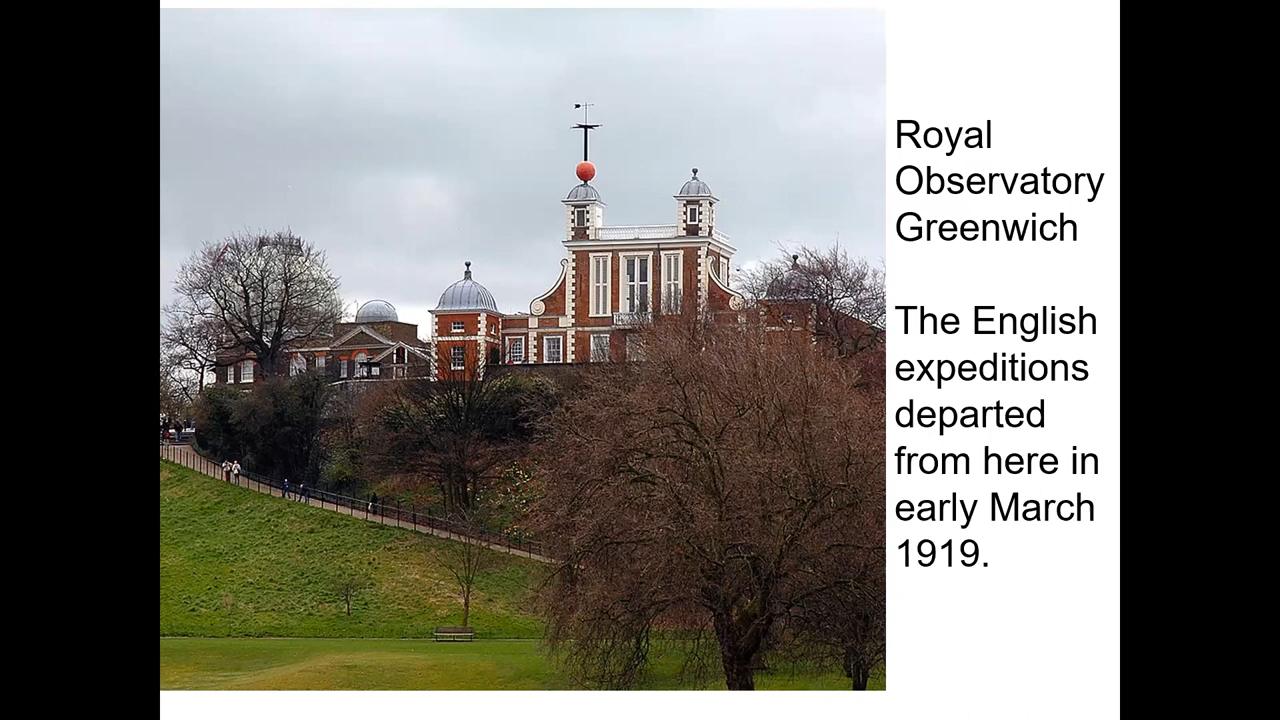 Royal
Observatory
Greenwich
The English
expeditions
departed
from here in
early March
1919.